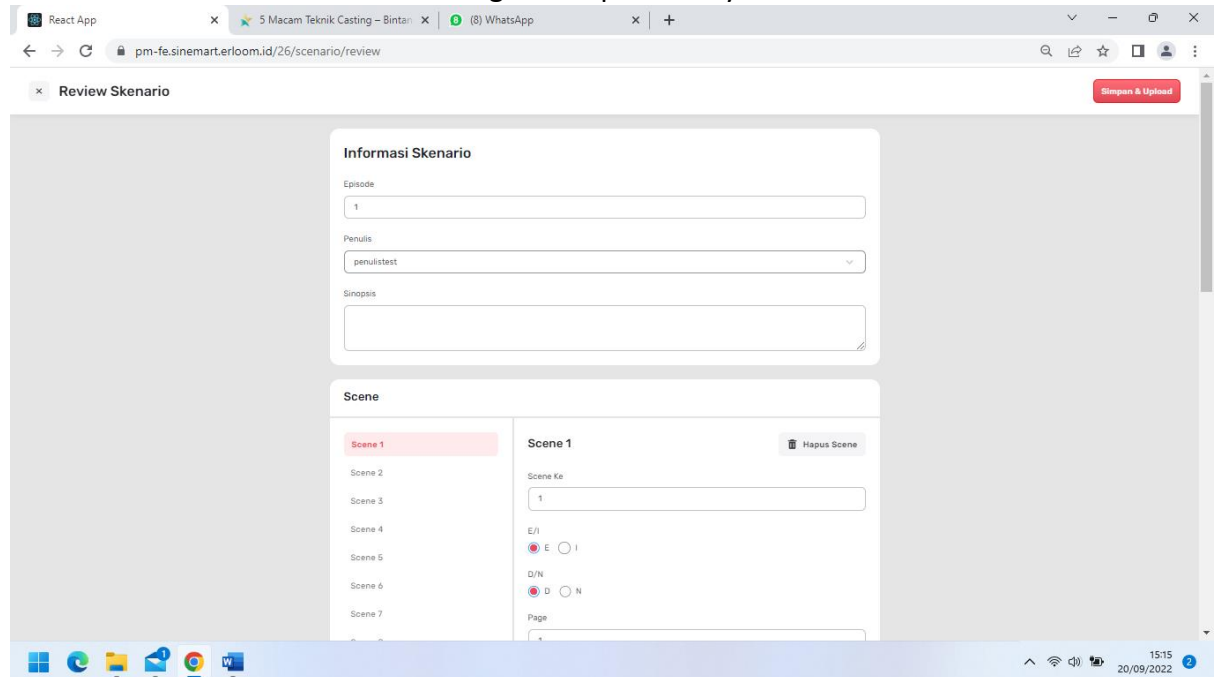 React App
5 Macam Teknik Casting – Bintan
(8) WhatsApp
pm-fe.sinemart.erloom.id/26/scenario/review
Review Skenario
Simpan & Upload
Informasi Skenario
Episode
1
Penulis
penulistest
Sinopsis
Scene
Scene 1
Scene 2
Scene 3
Scene 4
Scene 5
Scene 6
Scene 7
Scene 1
Hapus Scene
Scene Ke
1
E/I
E I
D/N
D N
Page
15:15
20/09/2022
2